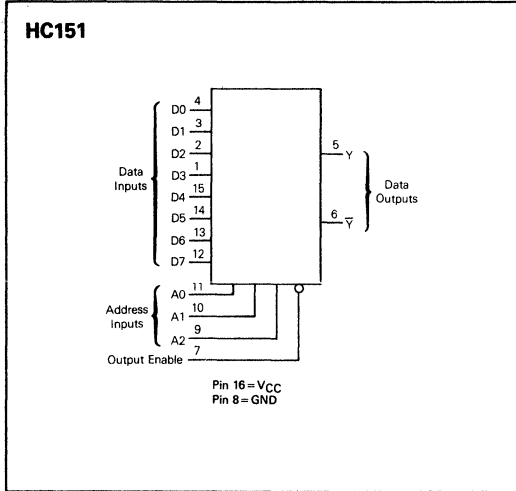 HC151
D0 4
D1 3
D2 2
D3 1
D4 15
D5 14
D6 13
D7 12
Data
Inputs
5 Y
6 Y̅
Data
Outputs
A0 11
A1 10
A2 9
Address
Inputs
Output Enable 7
Pin 16=VCC
Pin 8=GND